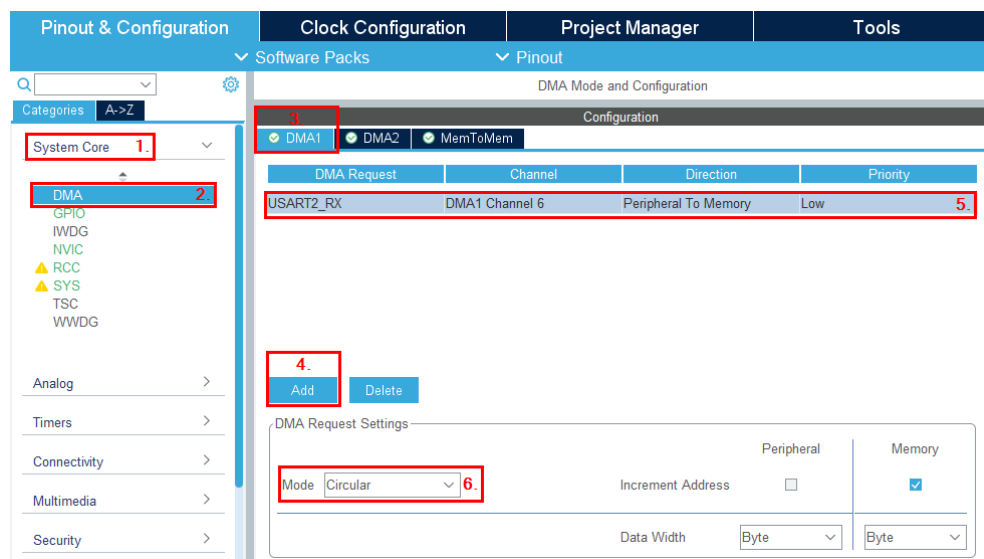 Pinout & Configuration Clock Configuration Project Manager Tools
Software Packs Pinout
DMA Mode and Configuration
Categories A->Z
Configuration
3.
DMA1 DMA2 MemToMem
System Core 1.
DMA Request Channel Direction Priority
DMA 2.
USART2_RX DMA1 Channel 6 Peripheral To Memory Low 5.
GPIO
IWDG
NVIC
RCC
SYS
TSC
WWDG
4.
Add Delete
Analog
Timers
Connectivity
Multimedia
Security
DMA Request Settings
Peripheral Memory
Mode Circular 6. Increment Address
Data Width Byte Byte